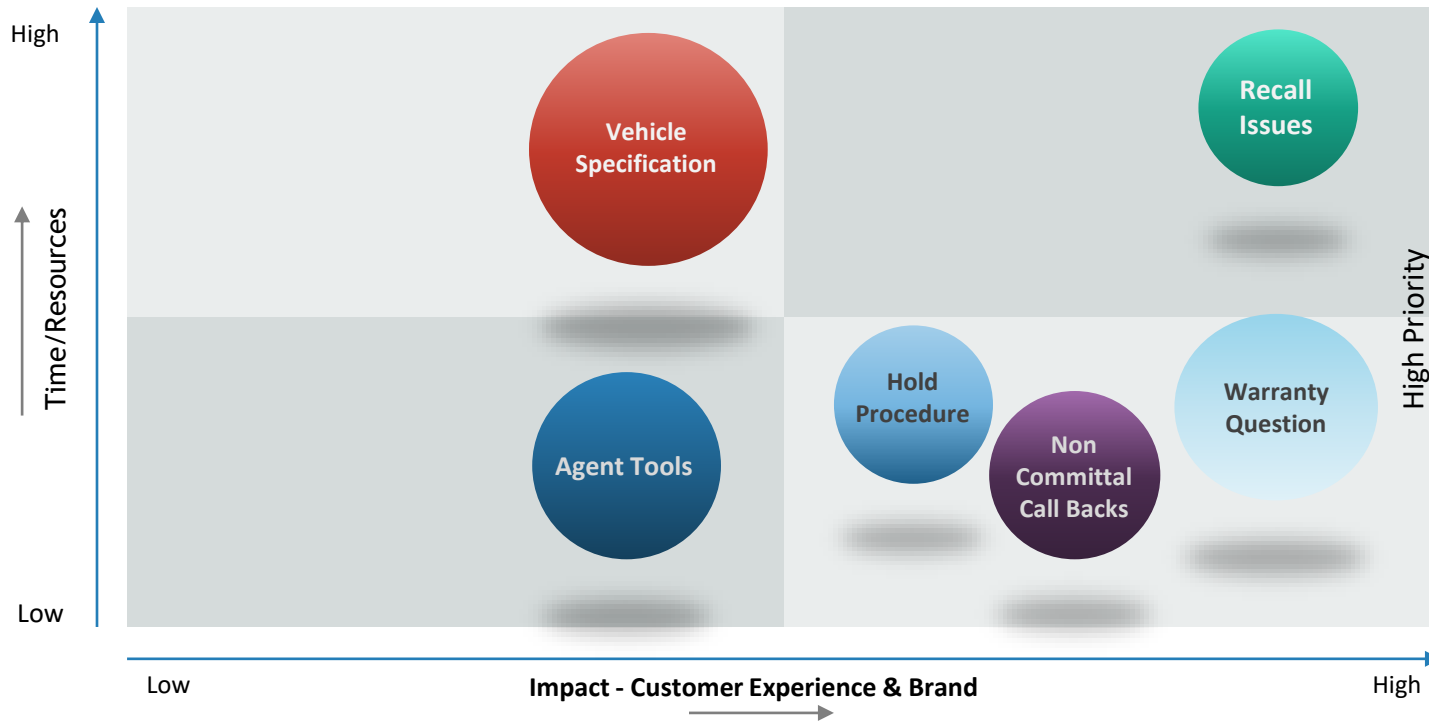 High
Time/Resources
Low
Vehicle
Specification
Recall
Issues
Agent Tools
Hold
Procedure
Non
Committal
Call Backs
Warranty
Question
High Priority
Low
Impact - Customer Experience & Brand
High